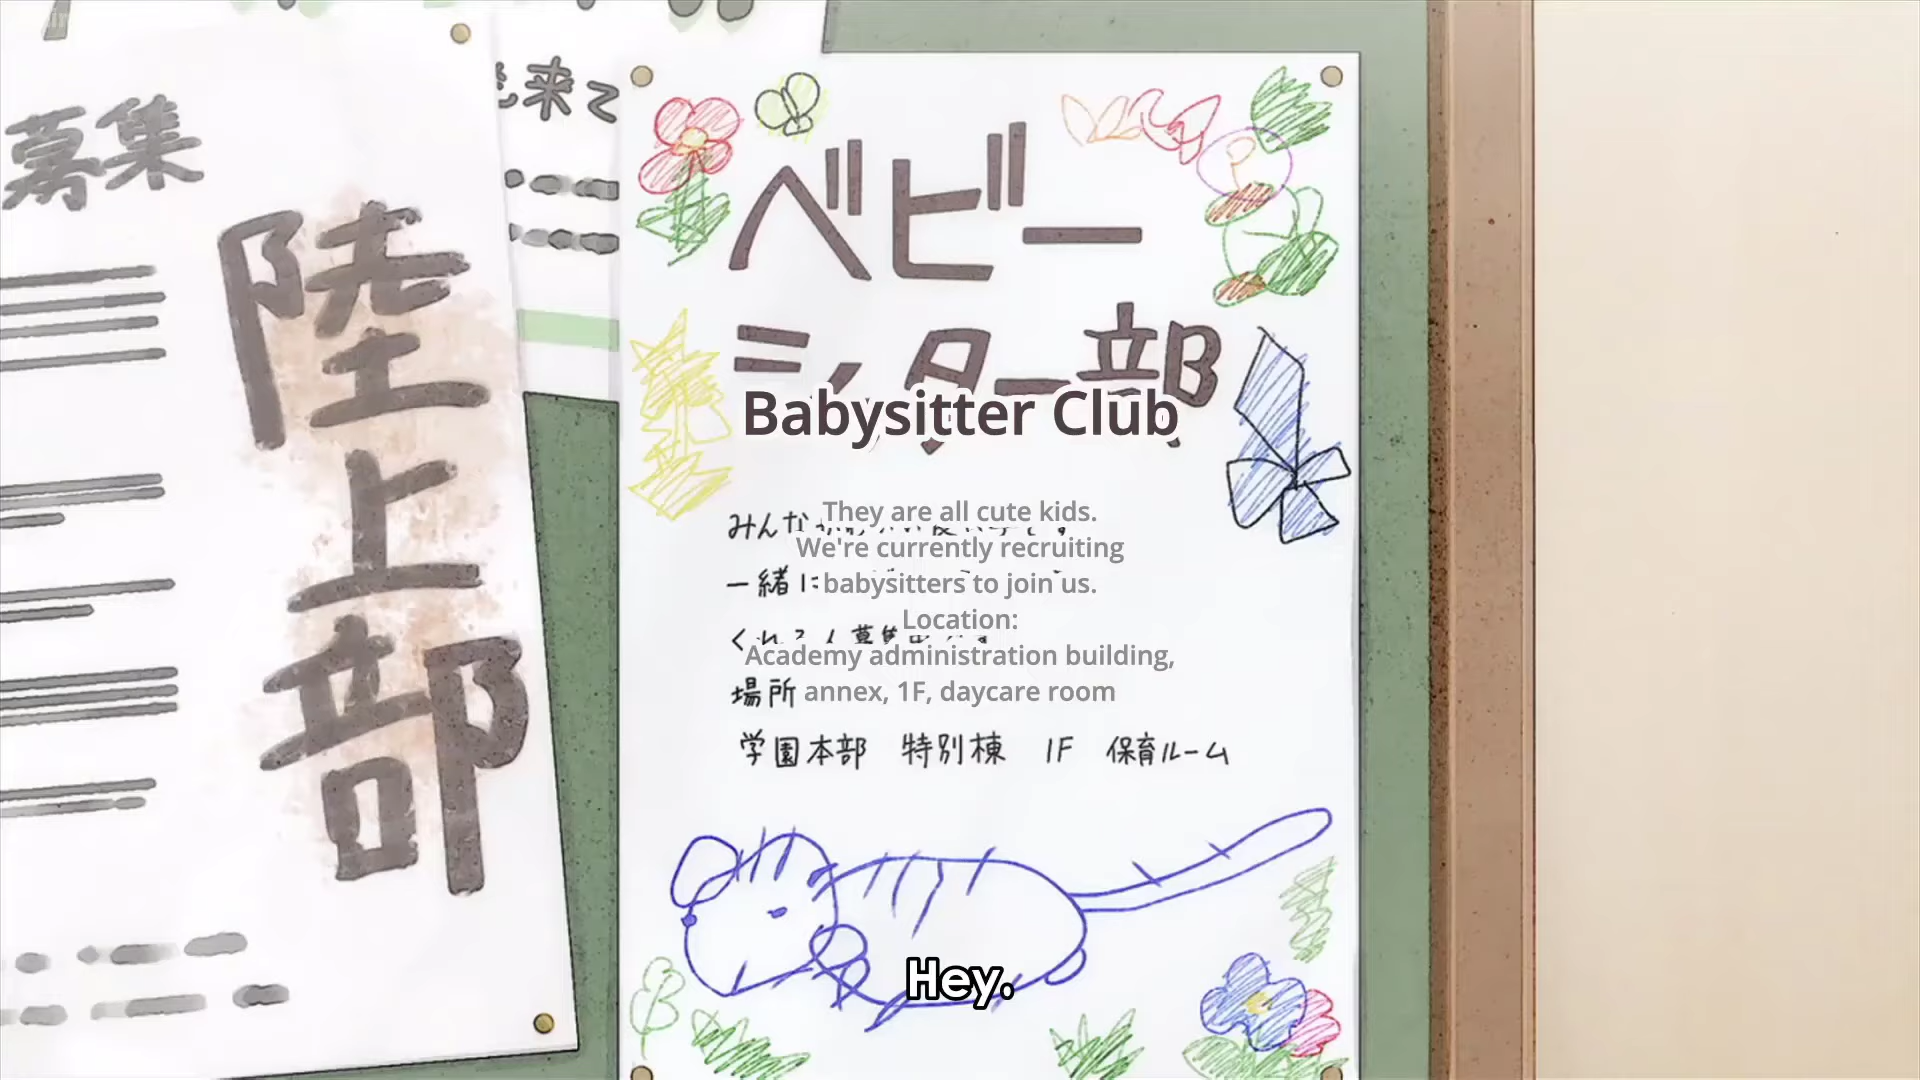 募集
陸上部
来て
ベビー
シッター部
Babysitter Club
They are all cute kids.
We're currently recruiting
babysitters to join us.
Location:
Academy administration building,
annex, 1F, daycare room
みんな
一緒に
場所
学園本部 特別棟 1F 保育ルーム
Hey.